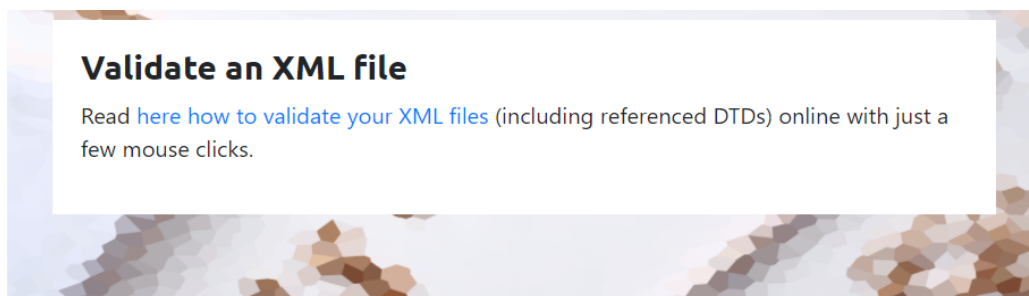 Validate an XML file
Read here how to validate your XML files (including referenced DTDs) online with just a
few mouse clicks.